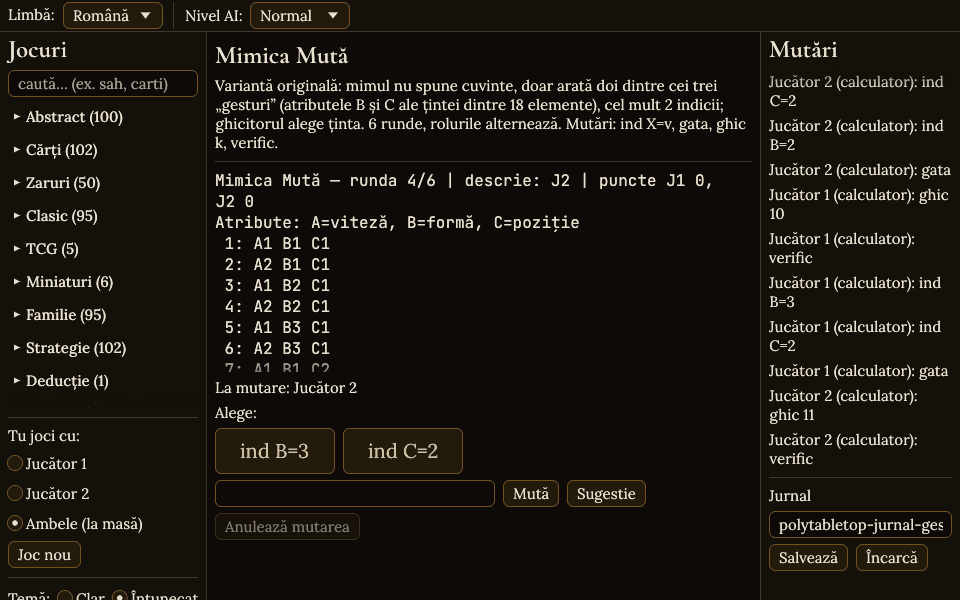 Limbă: Română ▼ Nivel AI: Normal ▼
Jocuri
caută... (ex. sah, carti)
▸ Abstract (100)
▸ Cărți (102)
▸ Zaruri (50)
▸ Clasic (95)
▸ TCG (5)
▸ Miniaturi (6)
▸ Familie (95)
▸ Strategie (102)
▸ Deducție (1)
Tu joci cu:
Jucător 1
Jucător 2
Ambele (la masă)
Joc nou
Temă: Clar Întunecat
Mimica Mută
Variantă originală: mimul nu spune cuvinte, doar arată doi dintre cei trei
„gesturi” (atributele B și C ale țintei dintre 18 elemente), cel mult 2 indicii;
ghicitorul alege ținta. 6 runde, rolurile alternează. Mutări: ind X=v, gata, ghic
k, verific.
Mimica Mută — runda 4/6 | descrie: J2 | puncte J1 0,
J2 0
Atribute: A=viteză, B=formă, C=poziție
1: A1 B1 C1
2: A2 B1 C1
3: A1 B2 C1
4: A2 B2 C1
5: A1 B3 C1
6: A2 B3 C1
7: A1 B1 C2
La mutare: Jucător 2
Alege:
ind B=3 ind C=2
Mută Sugestie
Anulează mutarea
Mutări
Jucător 2 (calculator): ind
C=2
Jucător 2 (calculator): ind
B=2
Jucător 2 (calculator): gata
Jucător 1 (calculator): ghic
10
Jucător 1 (calculator):
verific
Jucător 1 (calculator): ind
B=3
Jucător 1 (calculator): ind
C=2
Jucător 1 (calculator): gata
Jucător 2 (calculator):
ghic 11
Jucător 2 (calculator):
verific
Jurnal
polytabletop-jurnal-ges
Salvează Încarcă